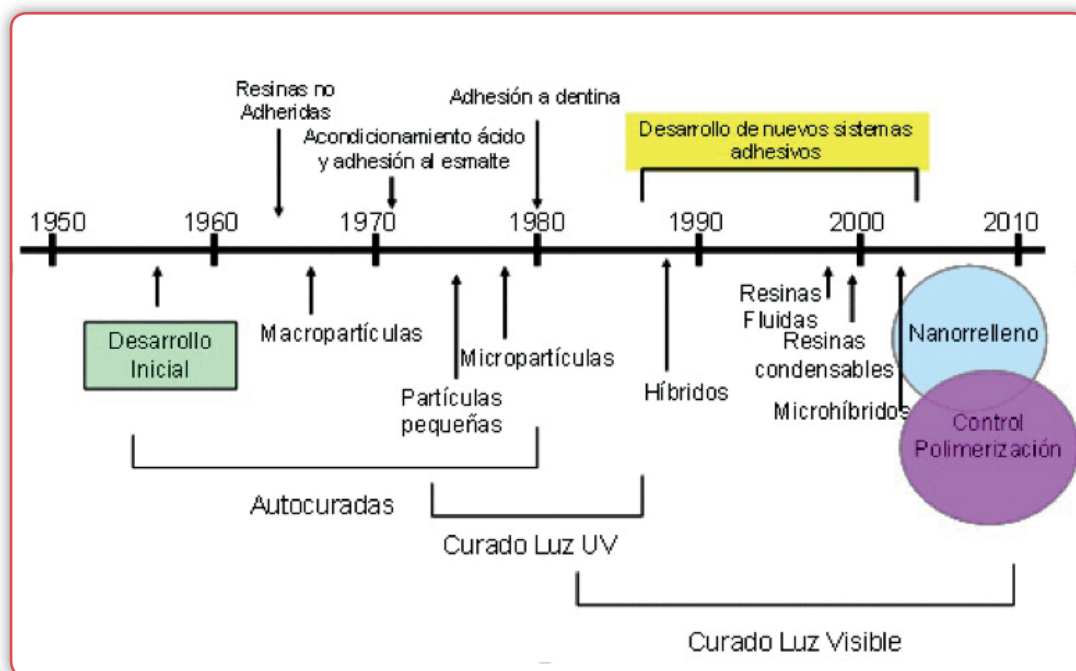 Resinas no
Adheridas
Adhesión a dentina
Acondicionamiento ácido
y adhesión al esmalte
Desarrollo de nuevos sistemas
adhesivos
1950 1960 1970 1980 1990 2000 2010
Desarrollo
Inicial
Macropartículas
Partículas
pequeñas
Micropartículas
Híbridos
Resinas
Fluidas
Resinas
condensables
Microhíbridos
Nanorrelleno
Control
Polimerización
Autocuradas
Curado Luz UV
Curado Luz Visible